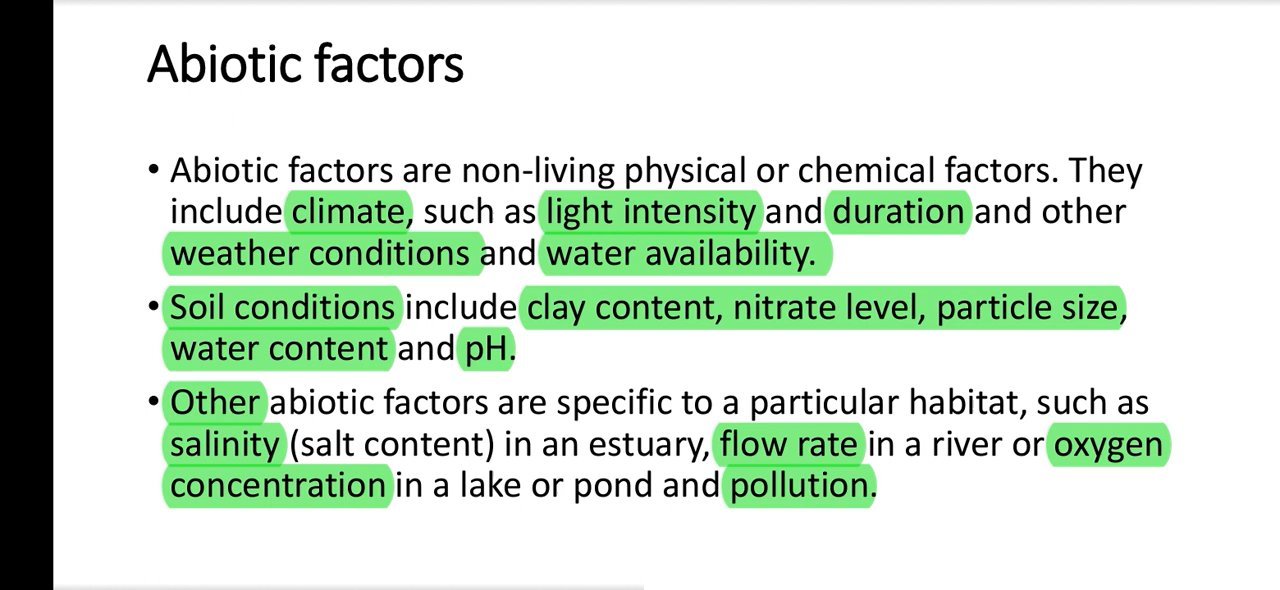 Abiotic factors
• Abiotic factors are non-living physical or chemical factors. They
include climate, such as light intensity and duration and other
weather conditions and water availability.
• Soil conditions include clay content, nitrate level, particle size,
water content and pH.
• Other abiotic factors are specific to a particular habitat, such as
salinity (salt content) in an estuary, flow rate in a river or oxygen
concentration in a lake or pond and pollution.